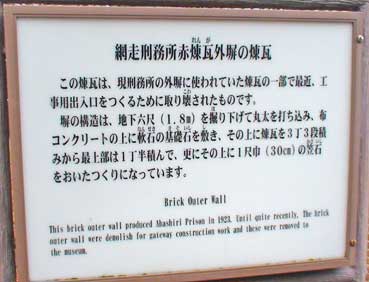 網走刑務所赤煉瓦外塀の煉瓦
この煉瓦は、現刑務所の外塀に使われていた煉瓦の一部で最近、工
事用出入口をつくるために取り壊されたものです。
塀の構造は、地下六尺(1.8m)を掘り下げて丸太を打ち込み、布
コンクリートの上に軟石の基礎石を敷き、その上に煉瓦を3丁3段積
みから最上部は1丁半積んで、更にその上に1尺巾(30cm)の笠石
をおいたつくりになっています。
Brick Outer Wall
This brick outer wall produced Abashiri Prison in 1923. Until quite recently. The brick
outer wall were demolish for gateway construction work and these were removed to
the museum.